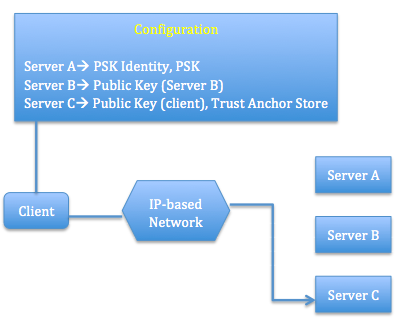 Configuration
Server A→ PSK Identity, PSK
Server B→ Public Key (Server B)
Server C→ Public Key (client), Trust Anchor Store
Server A
Client
IP-based
Network
Server B
Server C